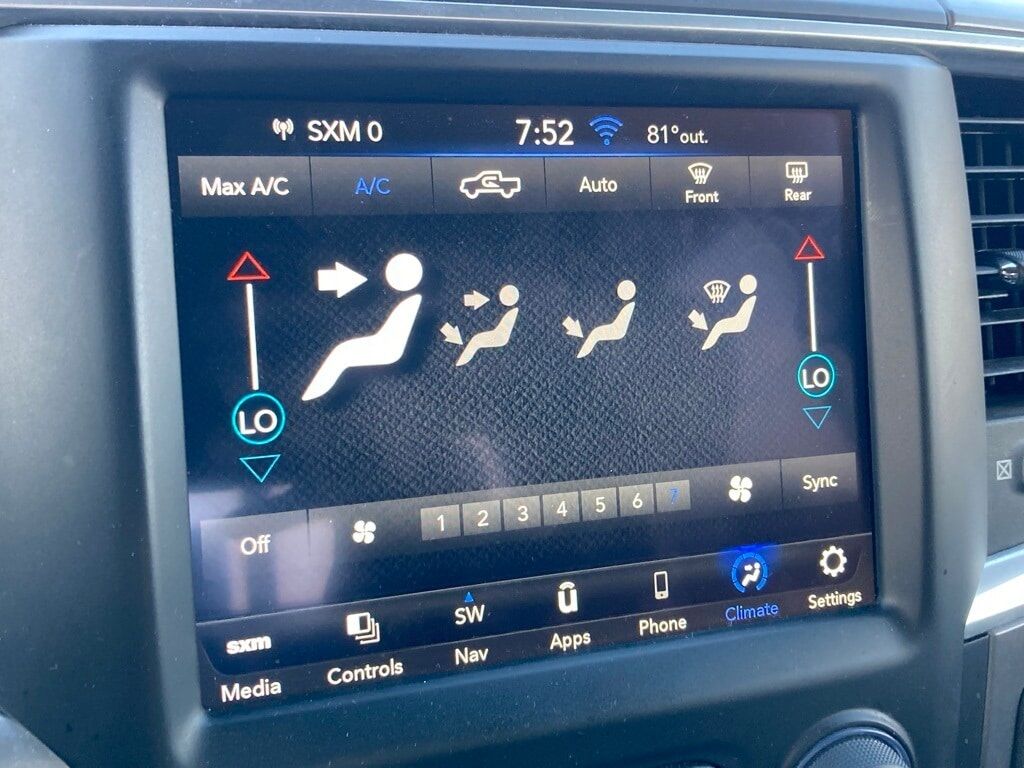 SXM 0 7:52 81°out.
Max A/C A/C Auto Front Rear
LO LO
Off 1 2 3 4 5 6 7 Sync
sxm SW
Media Controls Nav Apps Phone Climate Settings